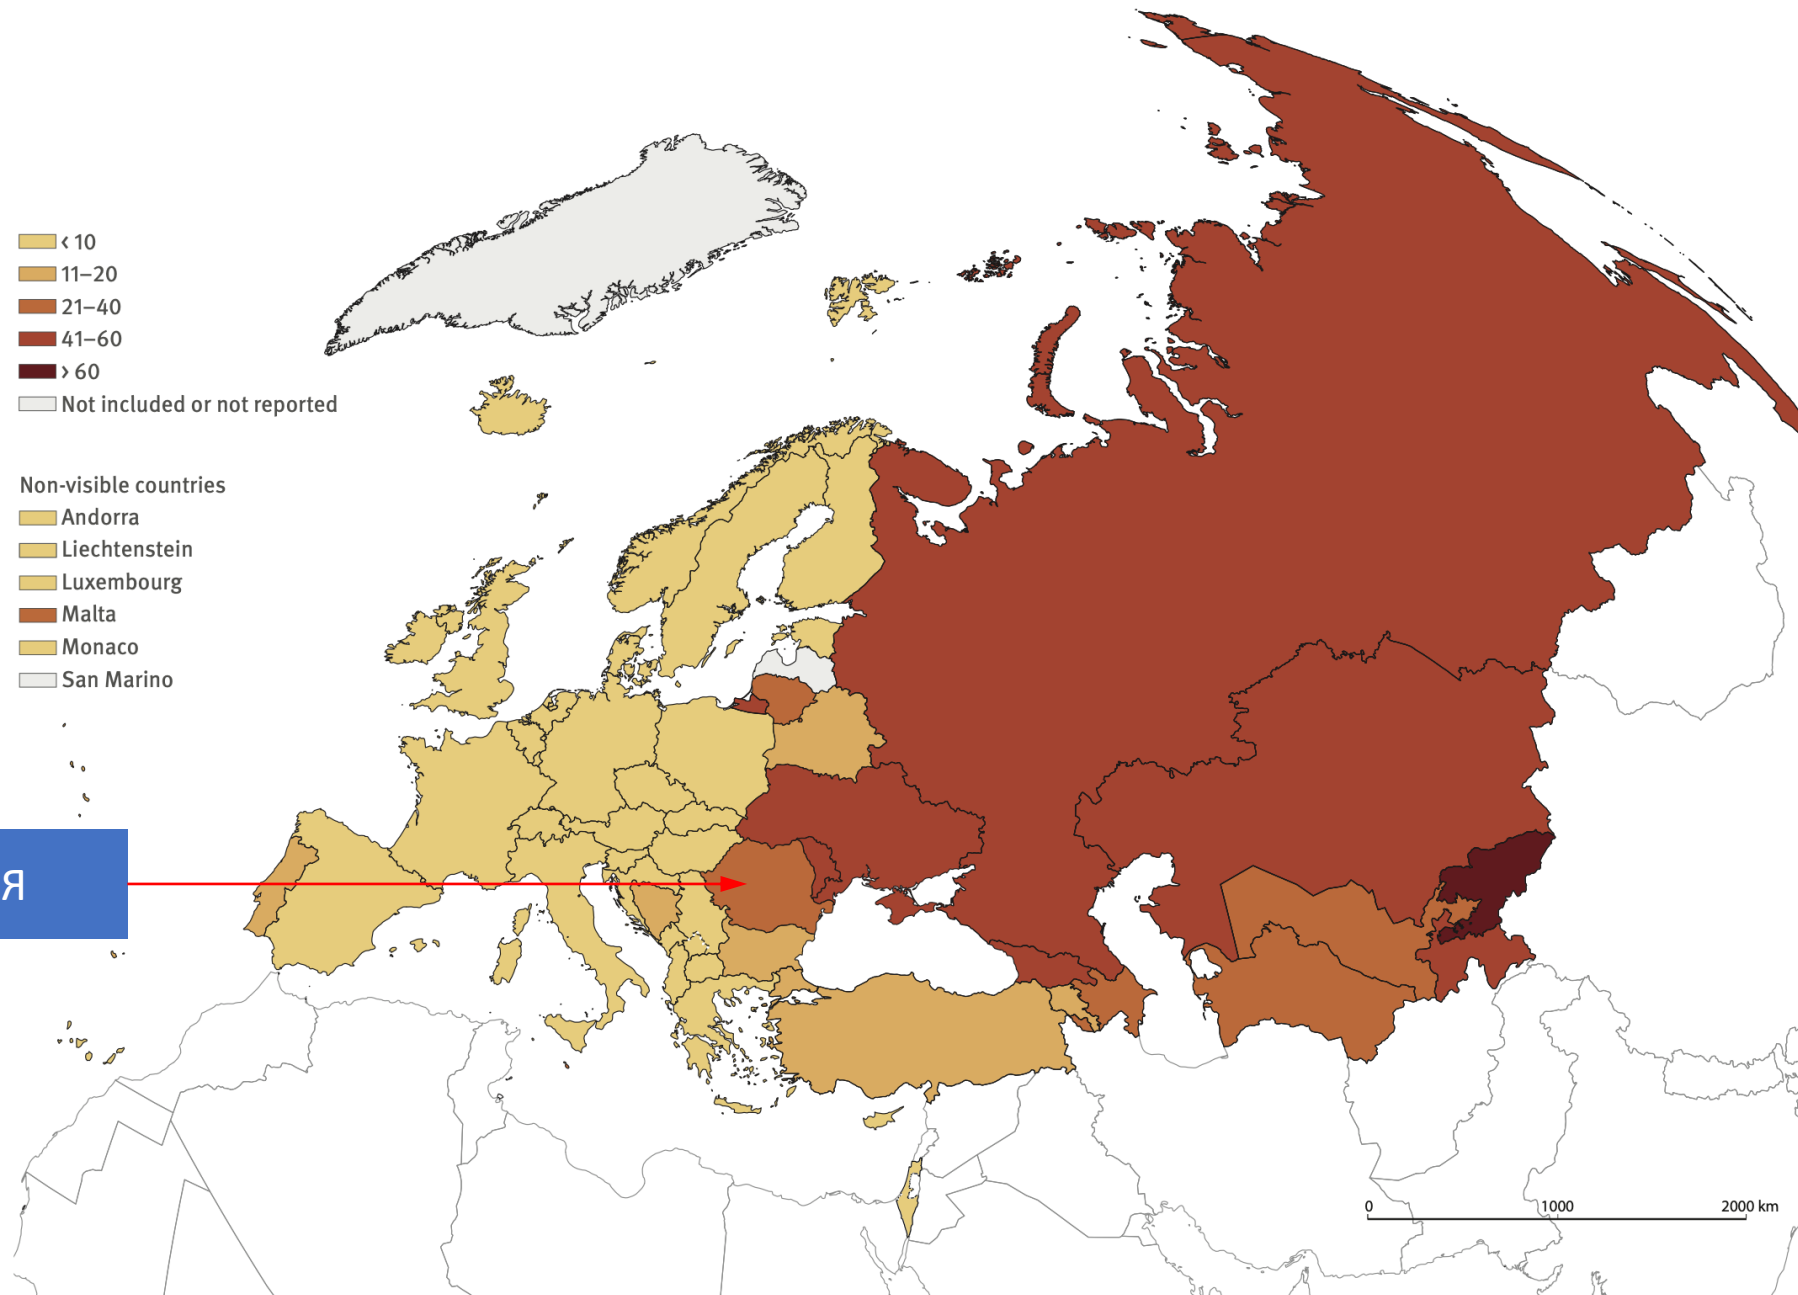 < 10
11–20
21–40
41–60
> 60
Not included or not reported
Non-visible countries
Andorra
Liechtenstein
Luxembourg
Malta
Monaco
San Marino
Я
0 1000 2000 km